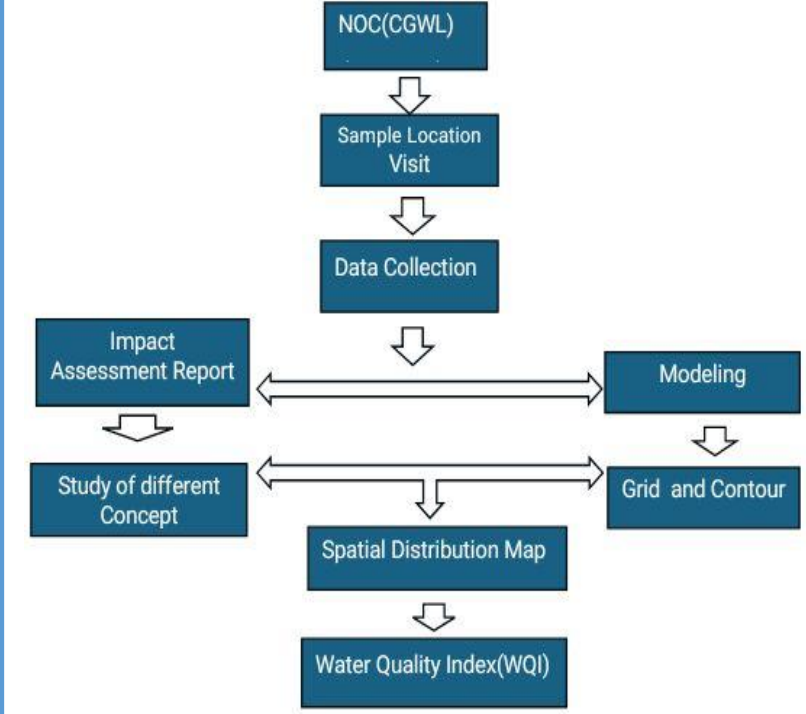 NOC(CGWL)
Sample Location
Visit
Data Collection
Impact
Assessment Report
Modeling
Study of different
Concept
Grid and Contour
Spatial Distribution Map
Water Quality Index(WQI)